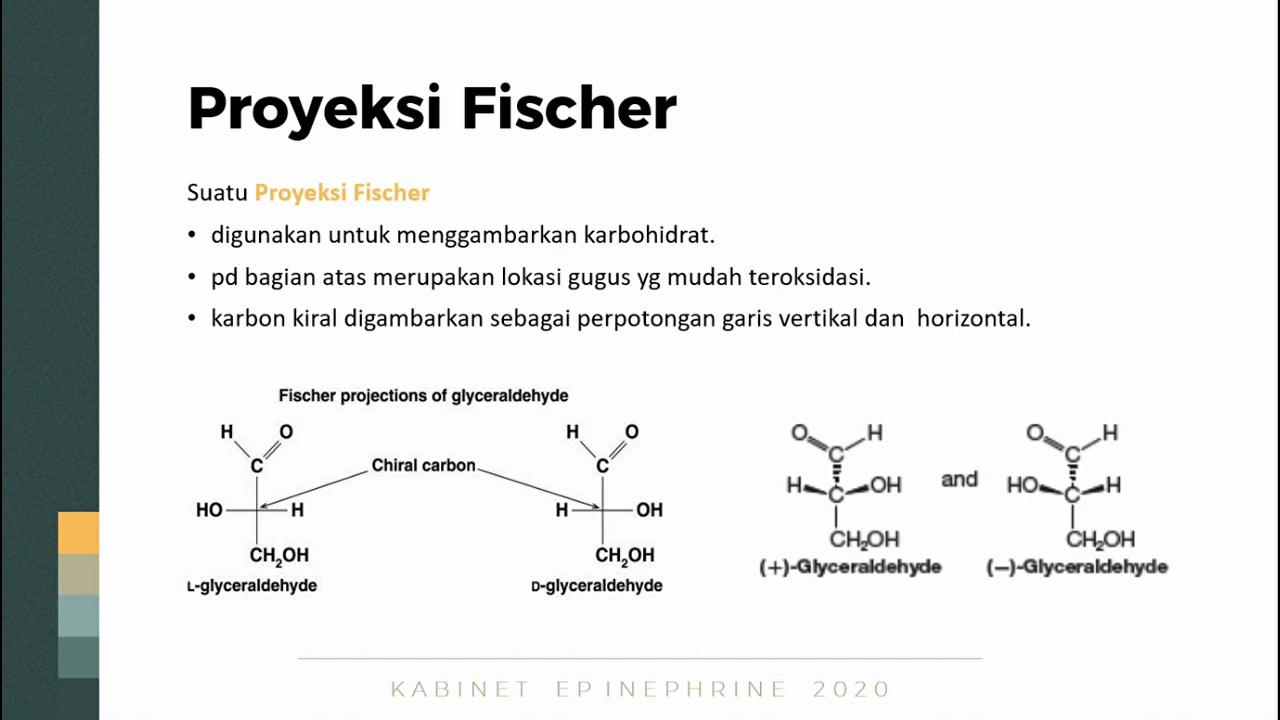 Proyeksi Fischer
Suatu Proyeksi Fischer
• digunakan untuk menggambarkan karbohidrat.
• pd bagian atas merupakan lokasi gugus yg mudah teroksidasi.
• karbon kiral digambarkan sebagai perpotongan garis vertikal dan horizontal.
Fischer projections of glyceraldehyde
H O
C
HO H
CH₂OH
L-glyceraldehyde
Chiral carbon
H O
C
H OH
CH₂OH
D-glyceraldehyde
O H
C
H C OH
CH₂OH
(+)-Glyceraldehyde
and
O H
C
HO C H
CH₂OH
(−)-Glyceraldehyde
KABINET EPINEPHRINE 2020